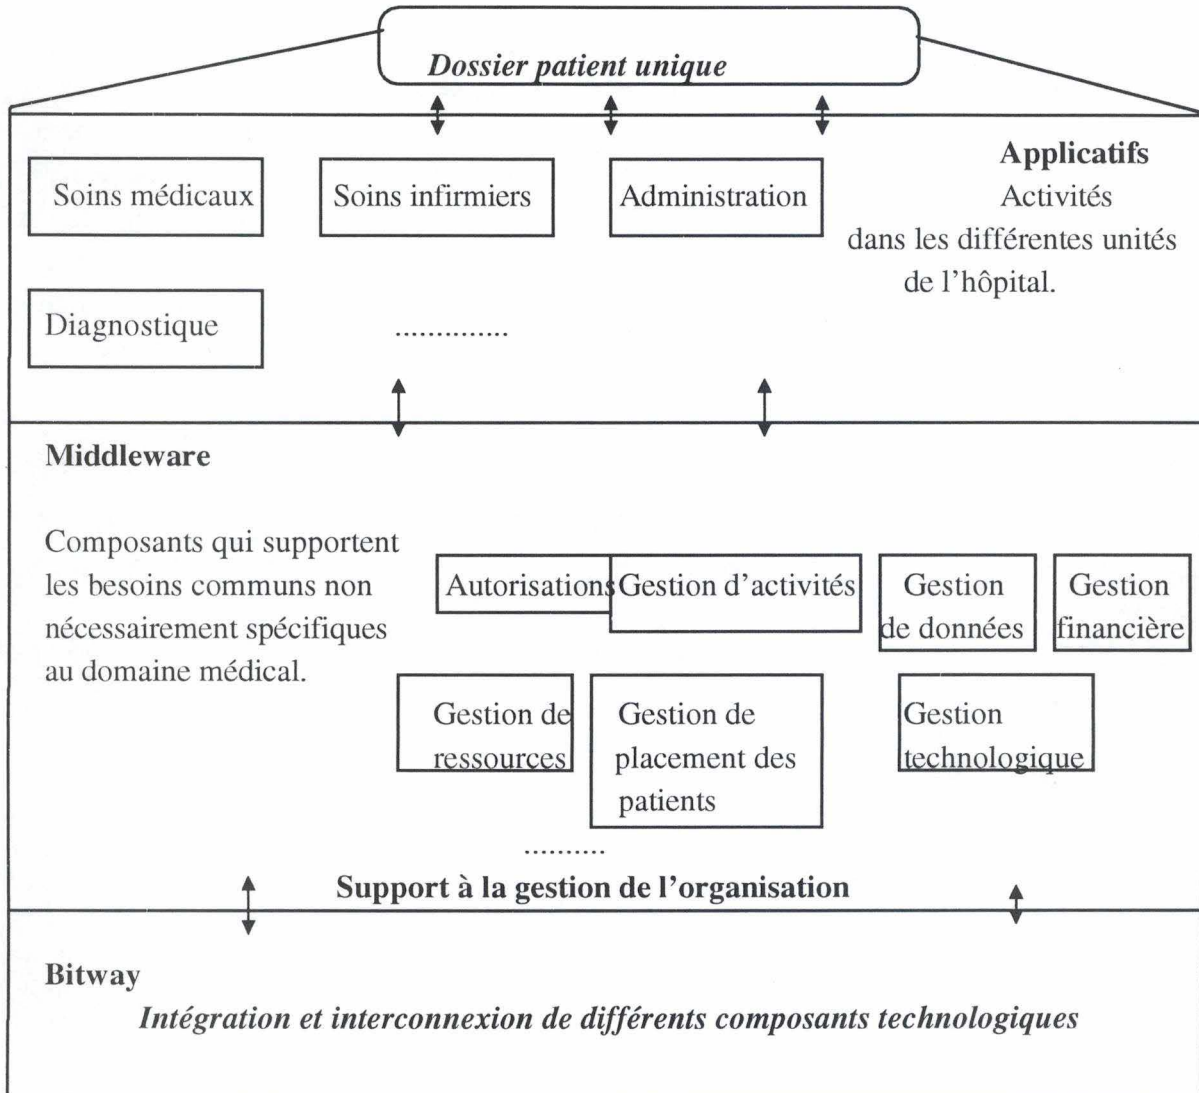 Dossier patient unique
Applicatifs
Soins médicaux
Soins infirmiers
Administration
Activités
dans les différentes unités
de l'hôpital.
Diagnostique
..............
Middleware
Composants qui supportent
les besoins communs non
nécessairement spécifiques
au domaine médical.
Autorisations
Gestion d'activités
Gestion
de données
Gestion
financière
Gestion de
ressources
Gestion de
placement des
patients
Gestion
technologique
..........
Support à la gestion de l'organisation
Bitway
Intégration et interconnexion de différents composants technologiques